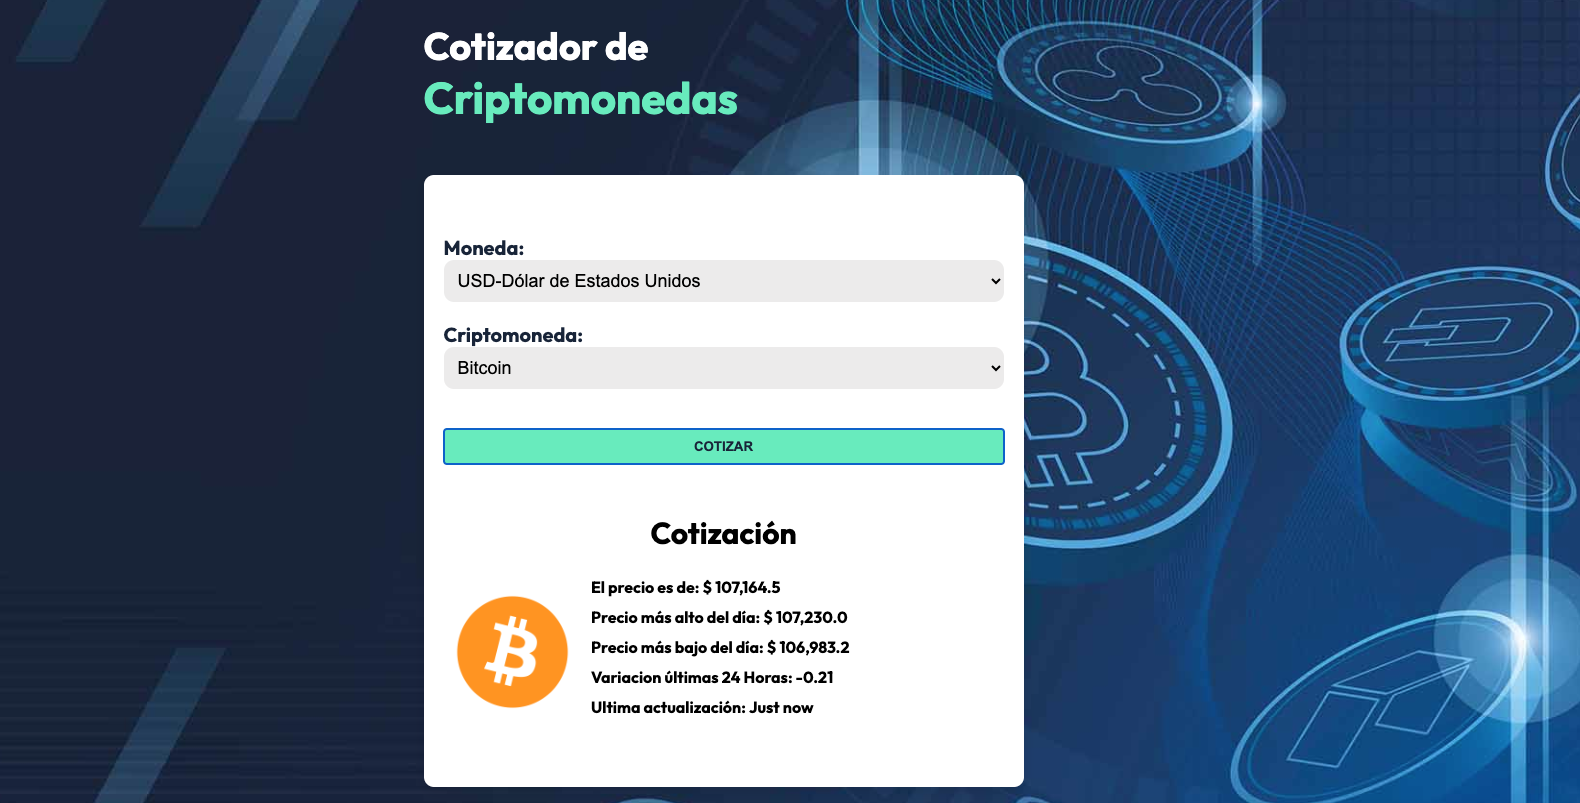 Cotizador de
Criptomonedas
Moneda:
USD-Dólar de Estados Unidos
Criptomoneda:
Bitcoin
COTIZAR
Cotización
El precio es de: $ 107,164.5
Precio más alto del día: $ 107,230.0
Precio más bajo del día: $ 106,983.2
Variacion últimas 24 Horas: -0.21
Ultima actualización: Just now